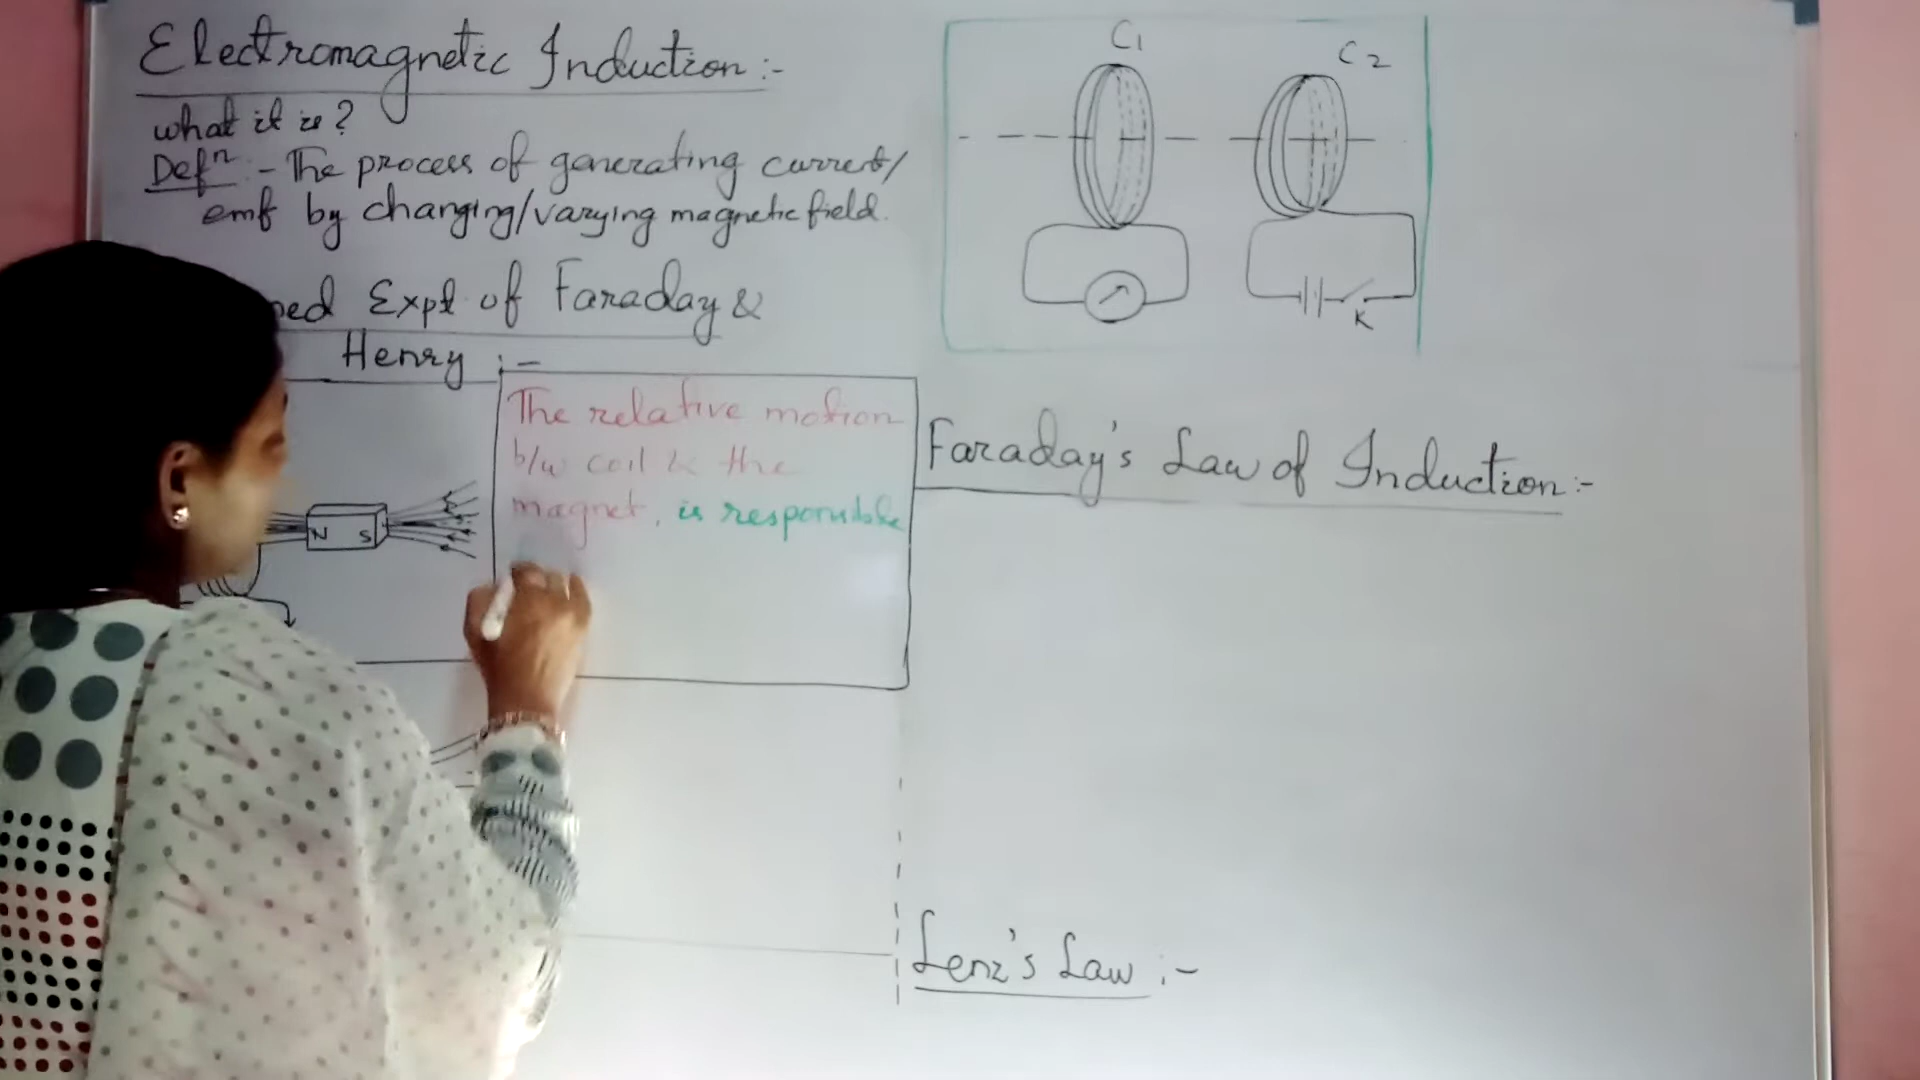 Electromagnetic Induction :-
what it is?
Defⁿ :- The process of generating current/
emf by changing/varying magnetic field.
Expt of Faraday &
Henry :-
The relative motion
b/w coil & the
magnet, is responsible
N S
C1
C2
K
Faraday's Law of Induction :-
Lenz's Law :-